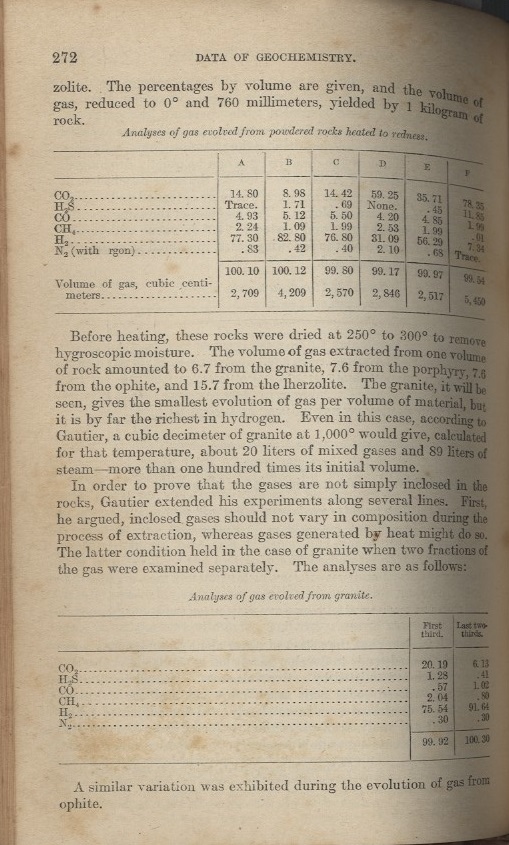 272 DATA OF GEOCHEMISTRY.
zolite. The percentages by volume are given, and the volume of
gas, reduced to 0° and 760 millimeters, yielded by 1 kilogram of
rock.
Analyses of gas evolved from powdered rocks heated to redness.
A B C D E F
CO2 14.80 8.98 14.42 59.25 35.71 78.35
H2S Trace. 1.71 .69 None. .45 11.85
CO 4.93 5.12 5.50 4.20 4.85 1.99
CH4 2.24 1.09 1.99 2.53 1.99 .01
H2 77.30 82.80 76.80 31.09 56.29 7.34
N2 (with rgon) .83 .42 .40 2.10 .68 Trace.
100.10 100.12 99.80 99.17 99.97 99.54
Volume of gas, cubic centi-
meters 2,709 4,209 2,570 2,846 2,517 5,450
Before heating, these rocks were dried at 250° to 300° to remove
hygroscopic moisture. The volume of gas extracted from one volume
of rock amounted to 6.7 from the granite, 7.6 from the porphyry, 7.6
from the ophite, and 15.7 from the lherzolite. The granite, it will be
seen, gives the smallest evolution of gas per volume of material, but
it is by far the richest in hydrogen. Even in this case, according to
Gautier, a cubic decimeter of granite at 1,000° would give, calculated
for that temperature, about 20 liters of mixed gases and 89 liters of
steam—more than one hundred times its initial volume.
In order to prove that the gases are not simply inclosed in the
rocks, Gautier extended his experiments along several lines. First,
he argued, inclosed gases should not vary in composition during the
process of extraction, whereas gases generated by heat might do so.
The latter condition held in the case of granite when two fractions of
the gas were examined separately. The analyses are as follows:
Analyses of gas evolved from granite.
First Last two-
third. thirds.
CO2 20.19 6.13
H2S 1.28 .41
CO .57 1.02
CH4 2.04 .80
H2 75.54 91.64
N2 .30 .30
99.92 100.30
A similar variation was exhibited during the evolution of gas from
ophite.